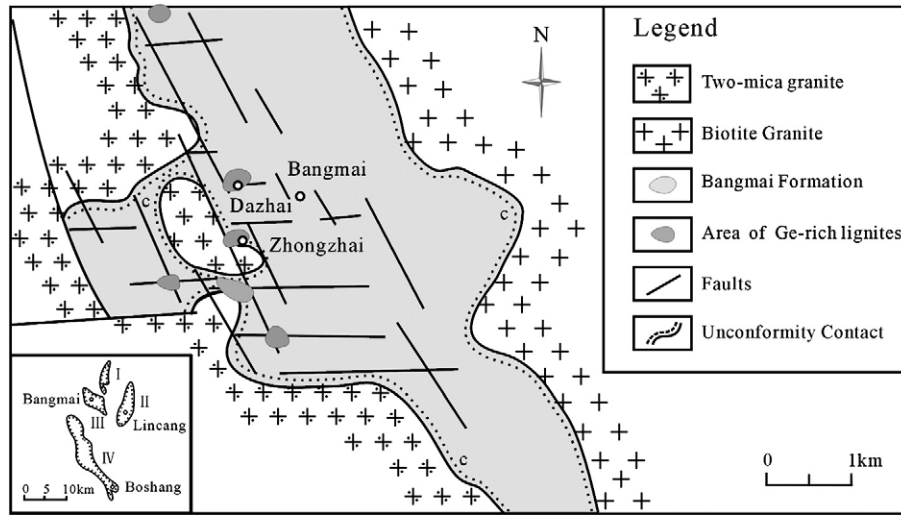 N
Legend
Two-mica granite
Biotite Granite
Bangmai Formation
Area of Ge-rich lignites
Faults
Unconformity Contact
Bangmai
Dazhai
Zhongzhai
c
c
c
I
Bangmai
II
III
Lincang
IV
Boshang
0 5 10km
0 1km